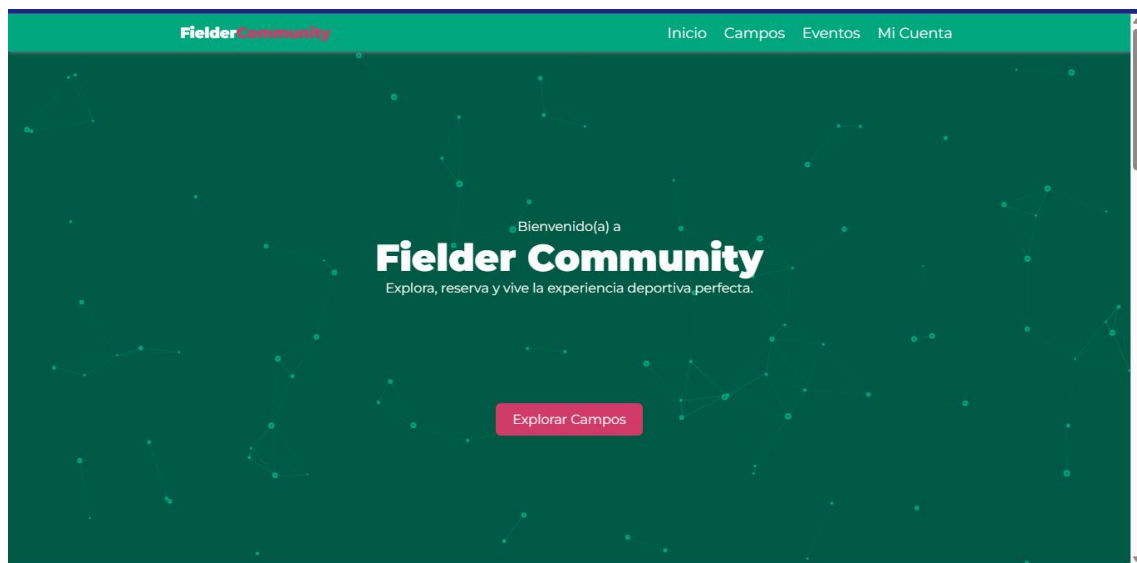 FielderCommunity
Inicio Campos Eventos Mi Cuenta
Bienvenido(a) a
Fielder Community
Explora, reserva y vive la experiencia deportiva perfecta.
Explorar Campos